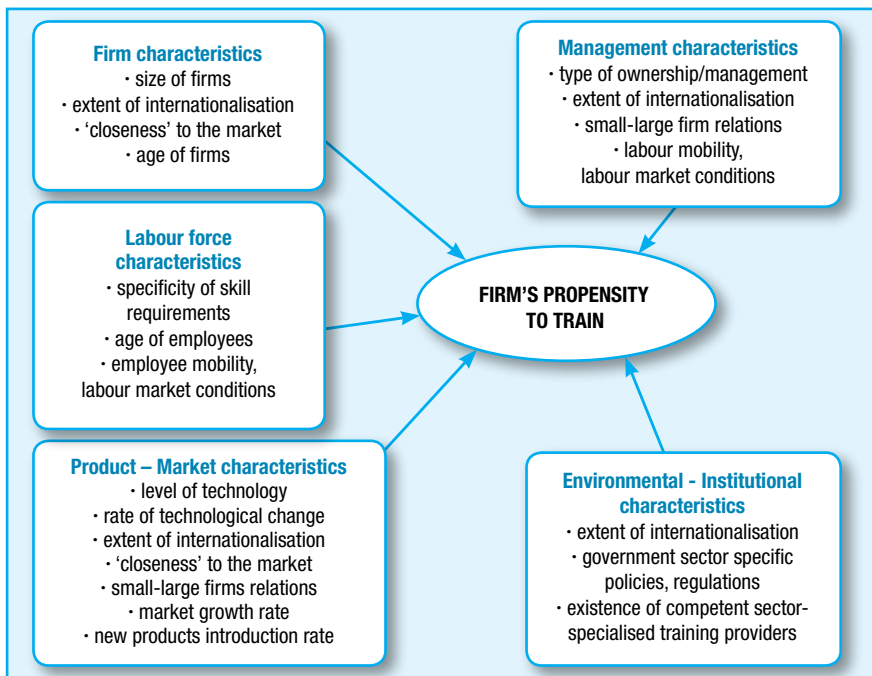 Firm characteristics
· size of firms
· extent of internationalisation
· ‘closeness’ to the market
· age of firms
Management characteristics
· type of ownership/management
· extent of internationalisation
· small-large firm relations
· labour mobility,
labour market conditions
Labour force
characteristics
· specificity of skill
requirements
· age of employees
· employee mobility,
labour market conditions
FIRM’S PROPENSITY
TO TRAIN
Product – Market characteristics
· level of technology
· rate of technological change
· extent of internationalisation
· ‘closeness’ to the market
· small-large firms relations
· market growth rate
· new products introduction rate
Environmental - Institutional
characteristics
· extent of internationalisation
· government sector specific
policies, regulations
· existence of competent sector-
specialised training providers